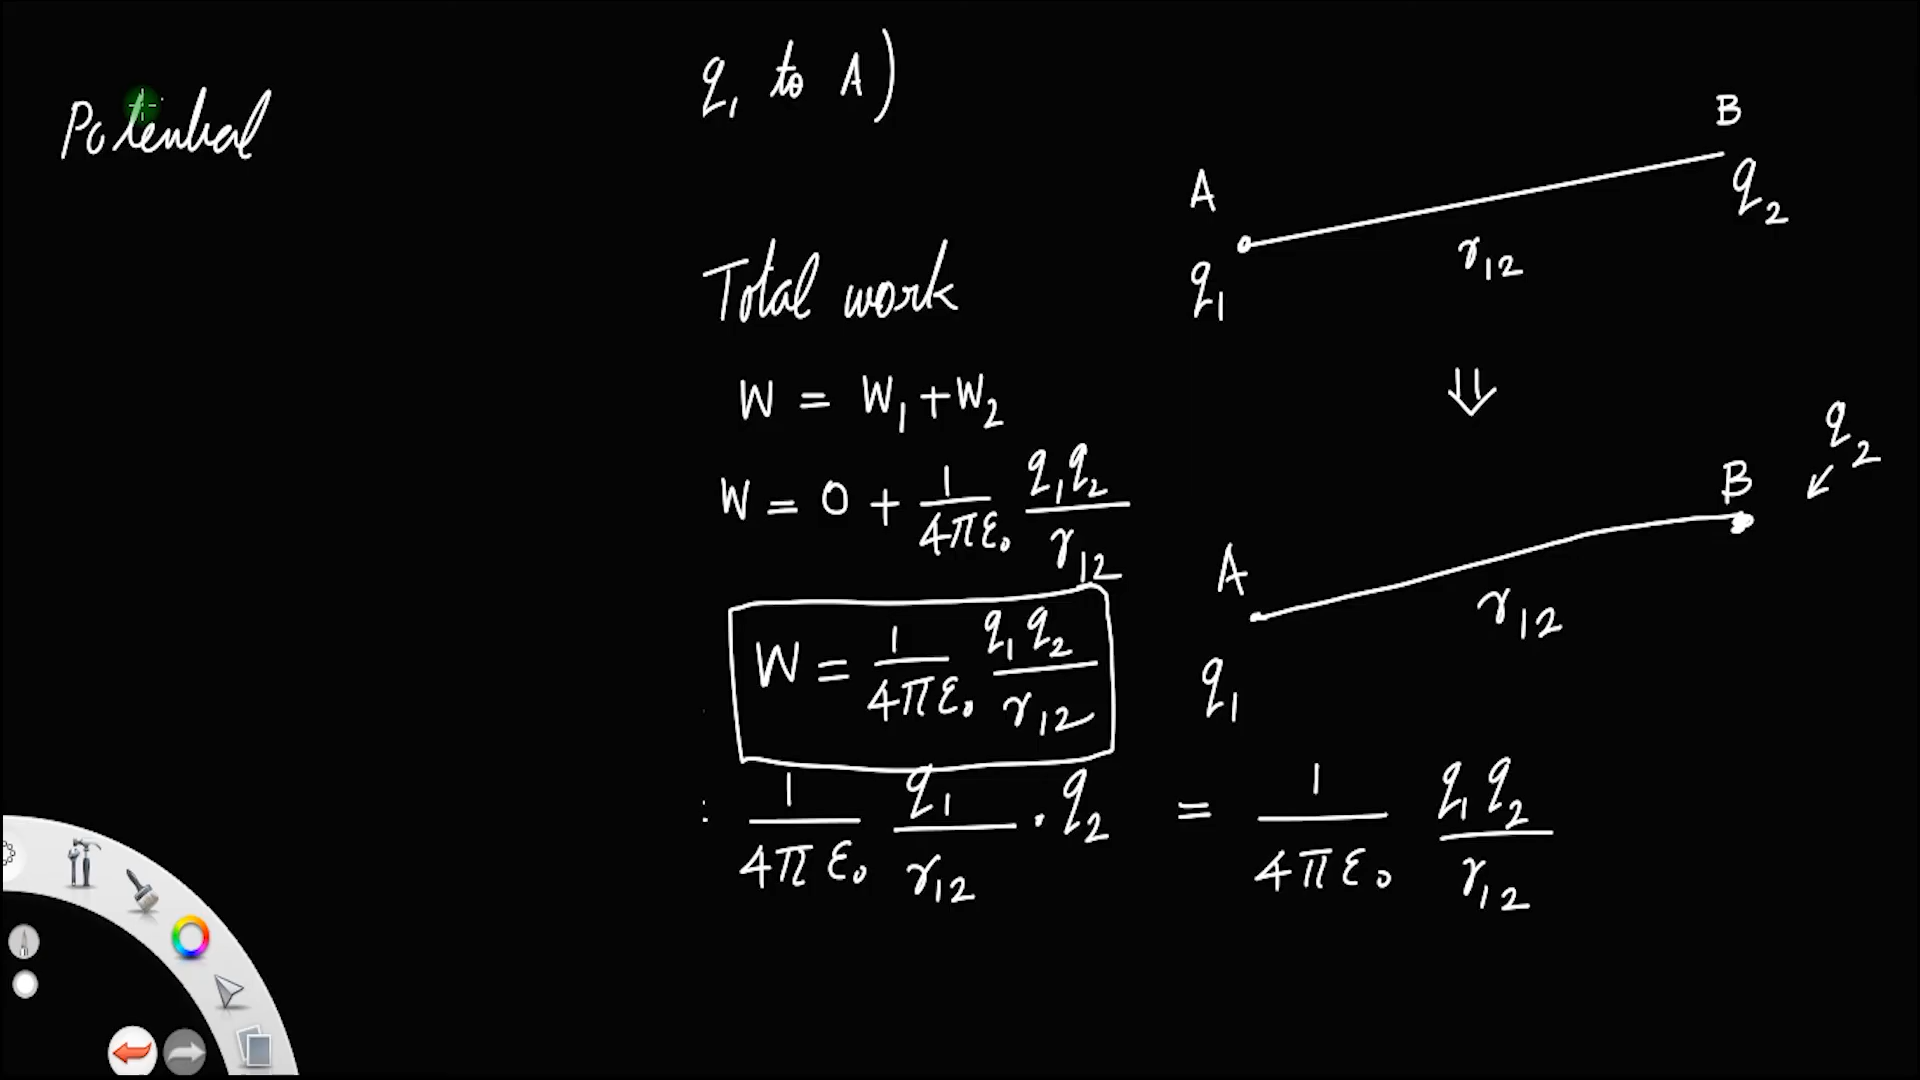 Potential
q₁ to A)
Total work
W = W₁ + W₂
W = 0 + 1/4πε₀ q₁q₂/r₁₂
W = 1/4πε₀ q₁q₂/r₁₂
: 1/4πε₀ q₁/r₁₂ · q₂ = 1/4πε₀ q₁q₂/r₁₂
B
A
q₂
r₁₂
q₁
⇓
q₂
B
A
r₁₂
q₁